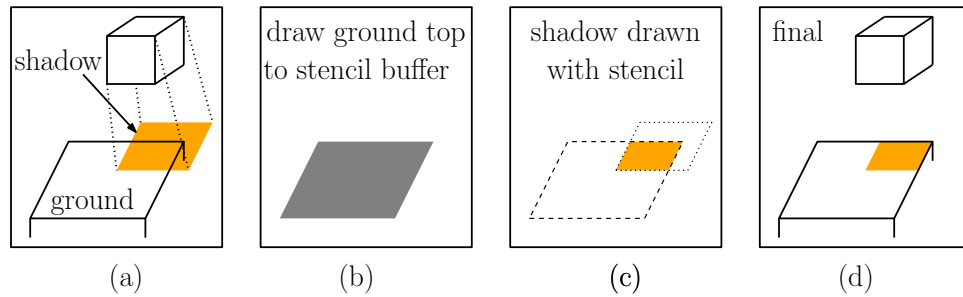 shadow
ground
(a)
draw ground top
to stencil buffer
(b)
shadow drawn
with stencil
(c)
final
(d)